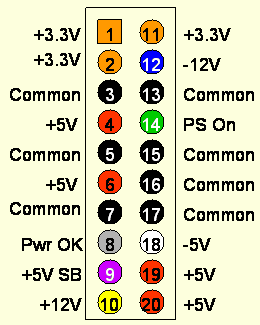 +3.3V 1 11 +3.3V
+3.3V 2 12 -12V
Common 3 13 Common
+5V 4 14 PS On
Common 5 15 Common
+5V 6 16 Common
Common 7 17 Common
Pwr OK 8 18 -5V
+5V SB 9 19 +5V
+12V 10 20 +5V